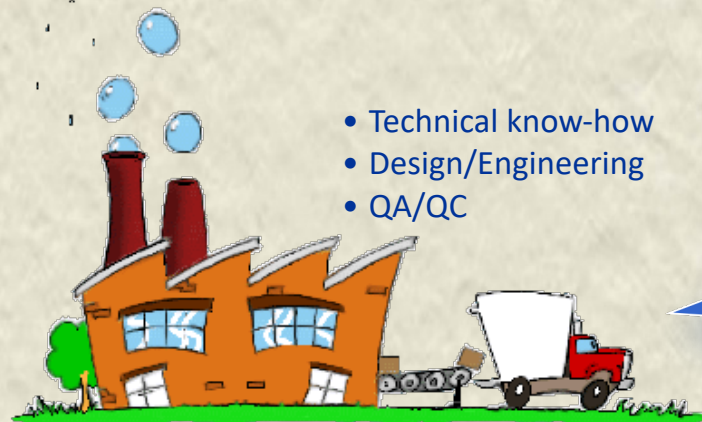 • Technical know-how
• Design/Engineering
• QA/QC